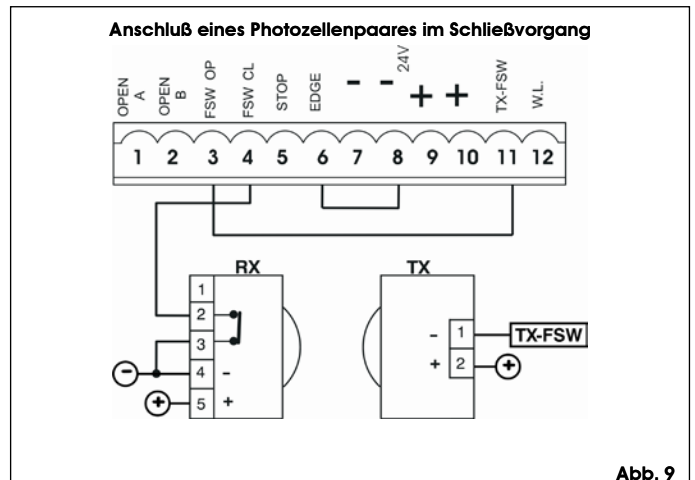 Anschluß eines Photozellenpaares im Schließvorgang
OPEN A
OPEN B
FSW OP
FSW CL
STOP
EDGE
- - 24V + +
TX-FSW
W.L.
1 2 3 4 5 6 7 8 9 10 11 12
RX
1
2
3
- 4 -
+ 5 +
TX
- 1 TX-FSW
+ 2 +
Abb. 9